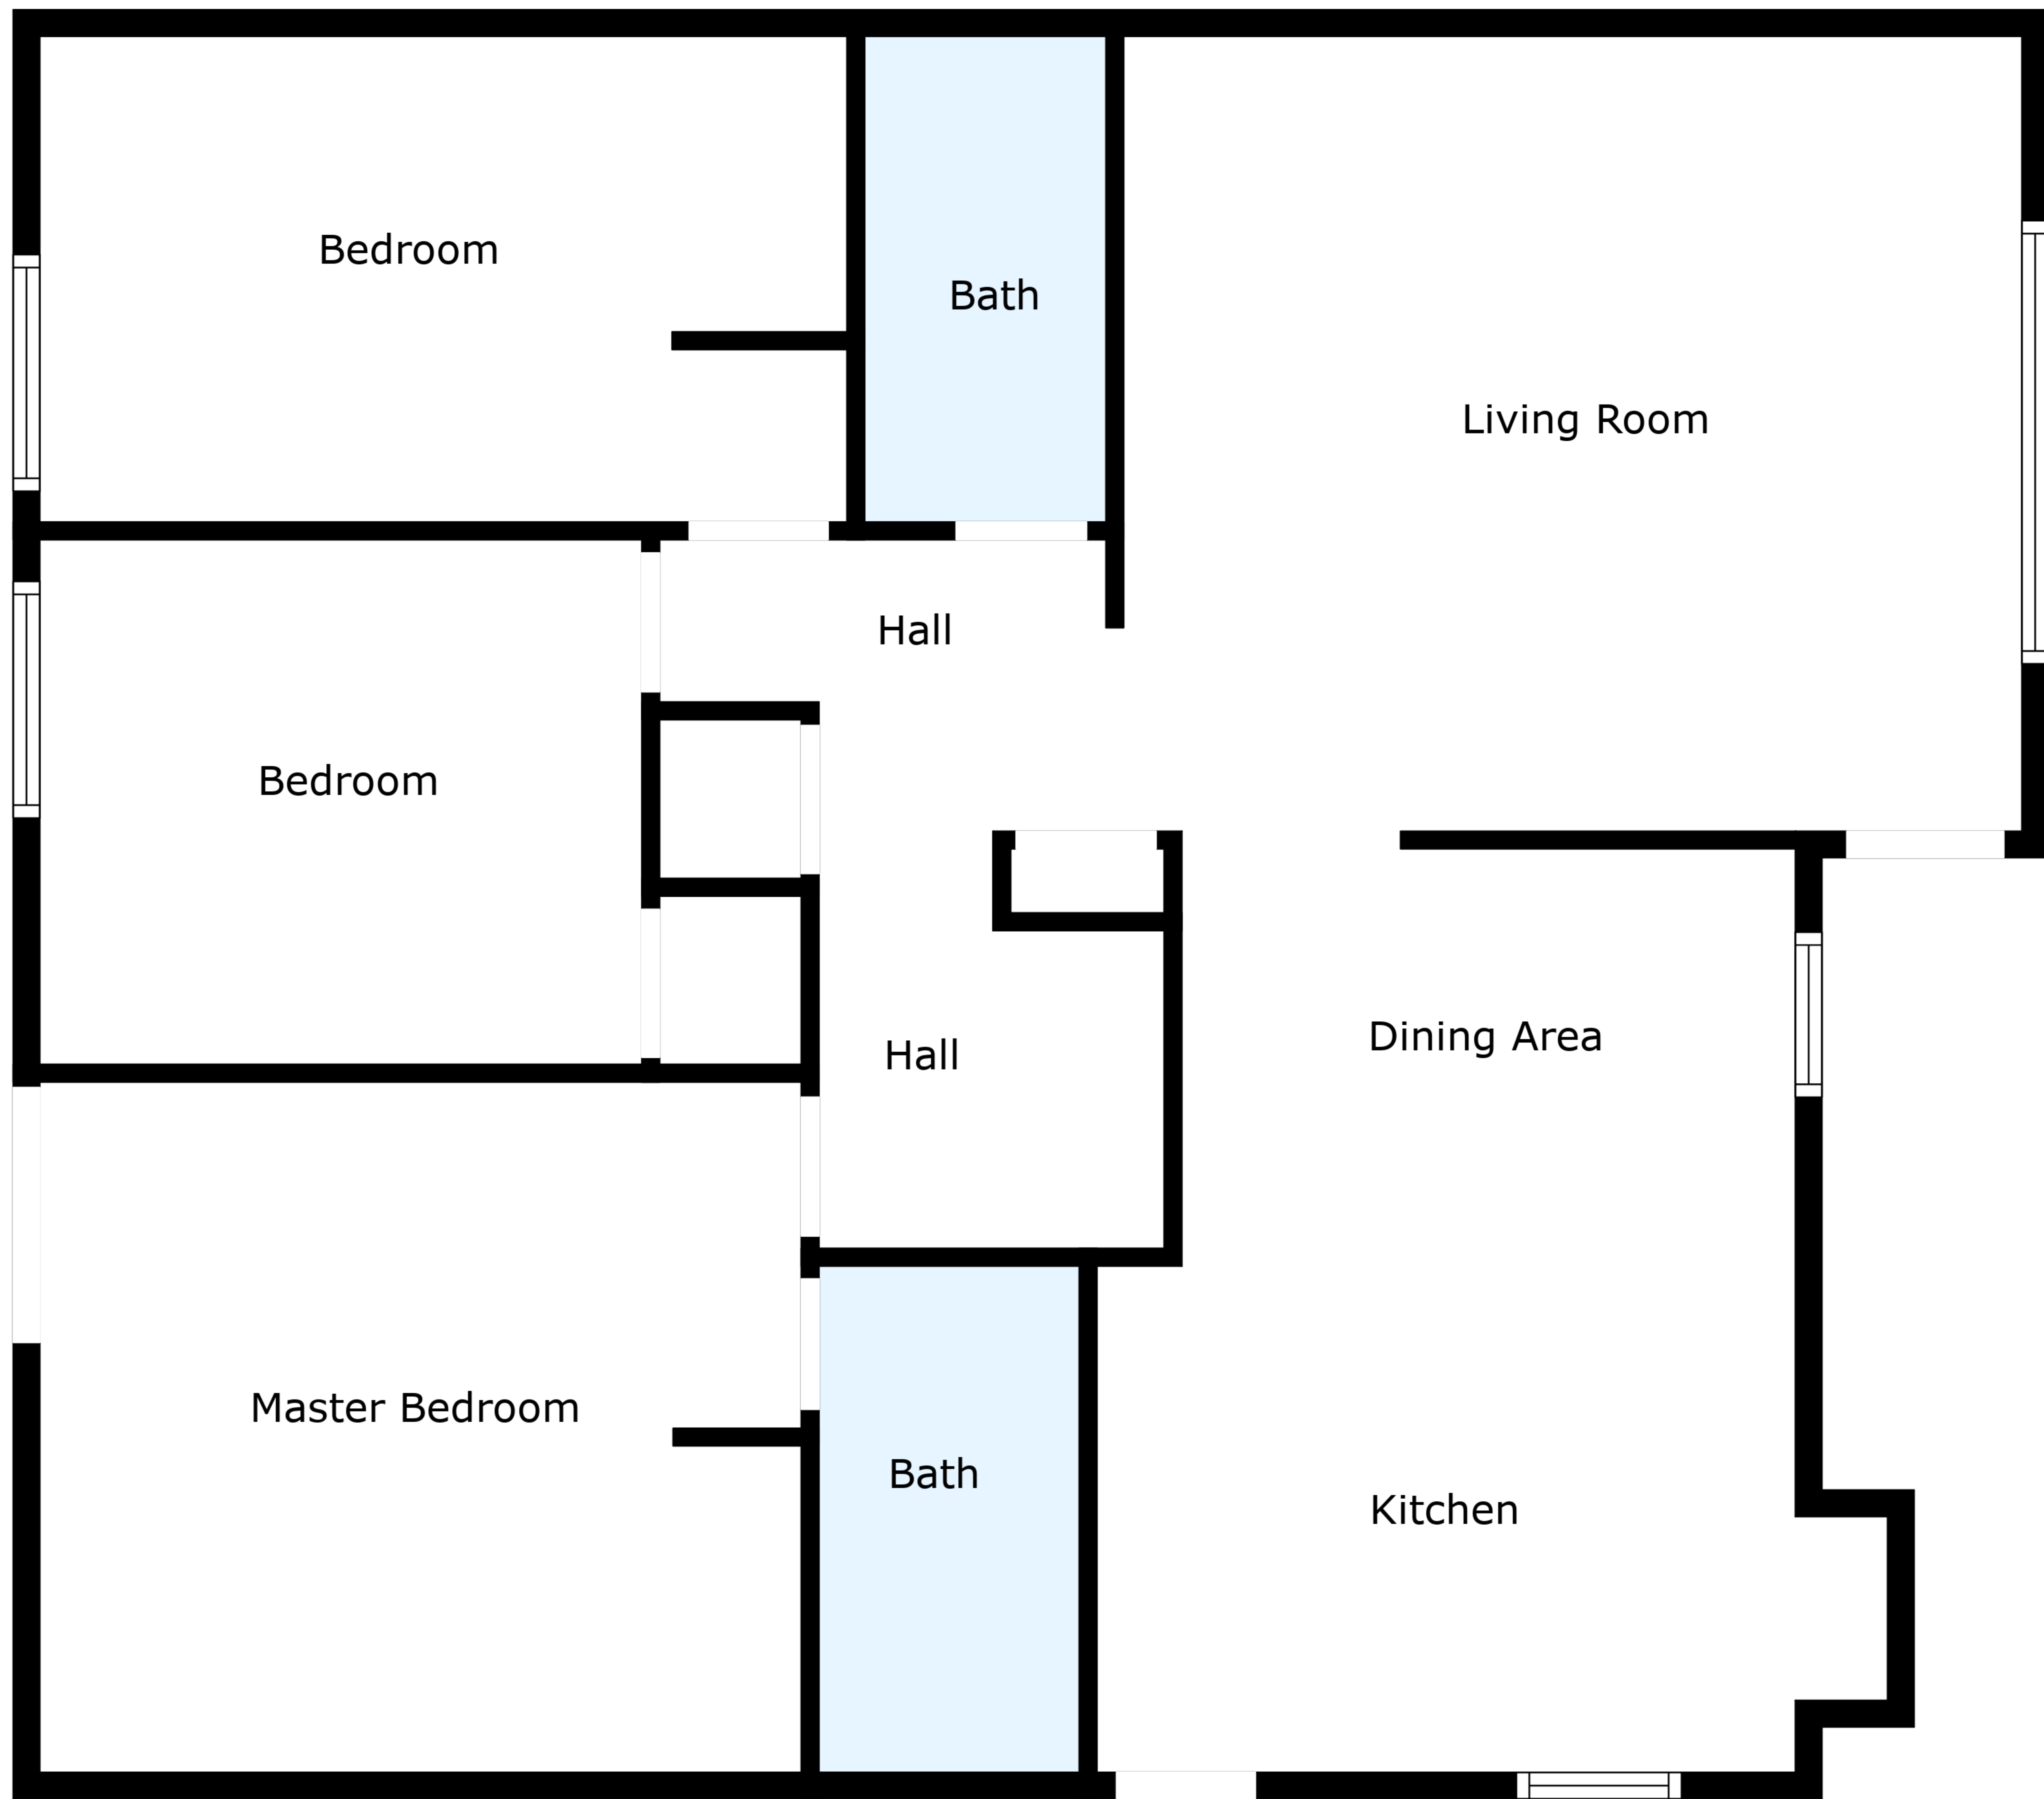 Bedroom
Bath
Living Room
Hall
Bedroom
Hall
Dining Area
Master Bedroom
Bath
Kitchen